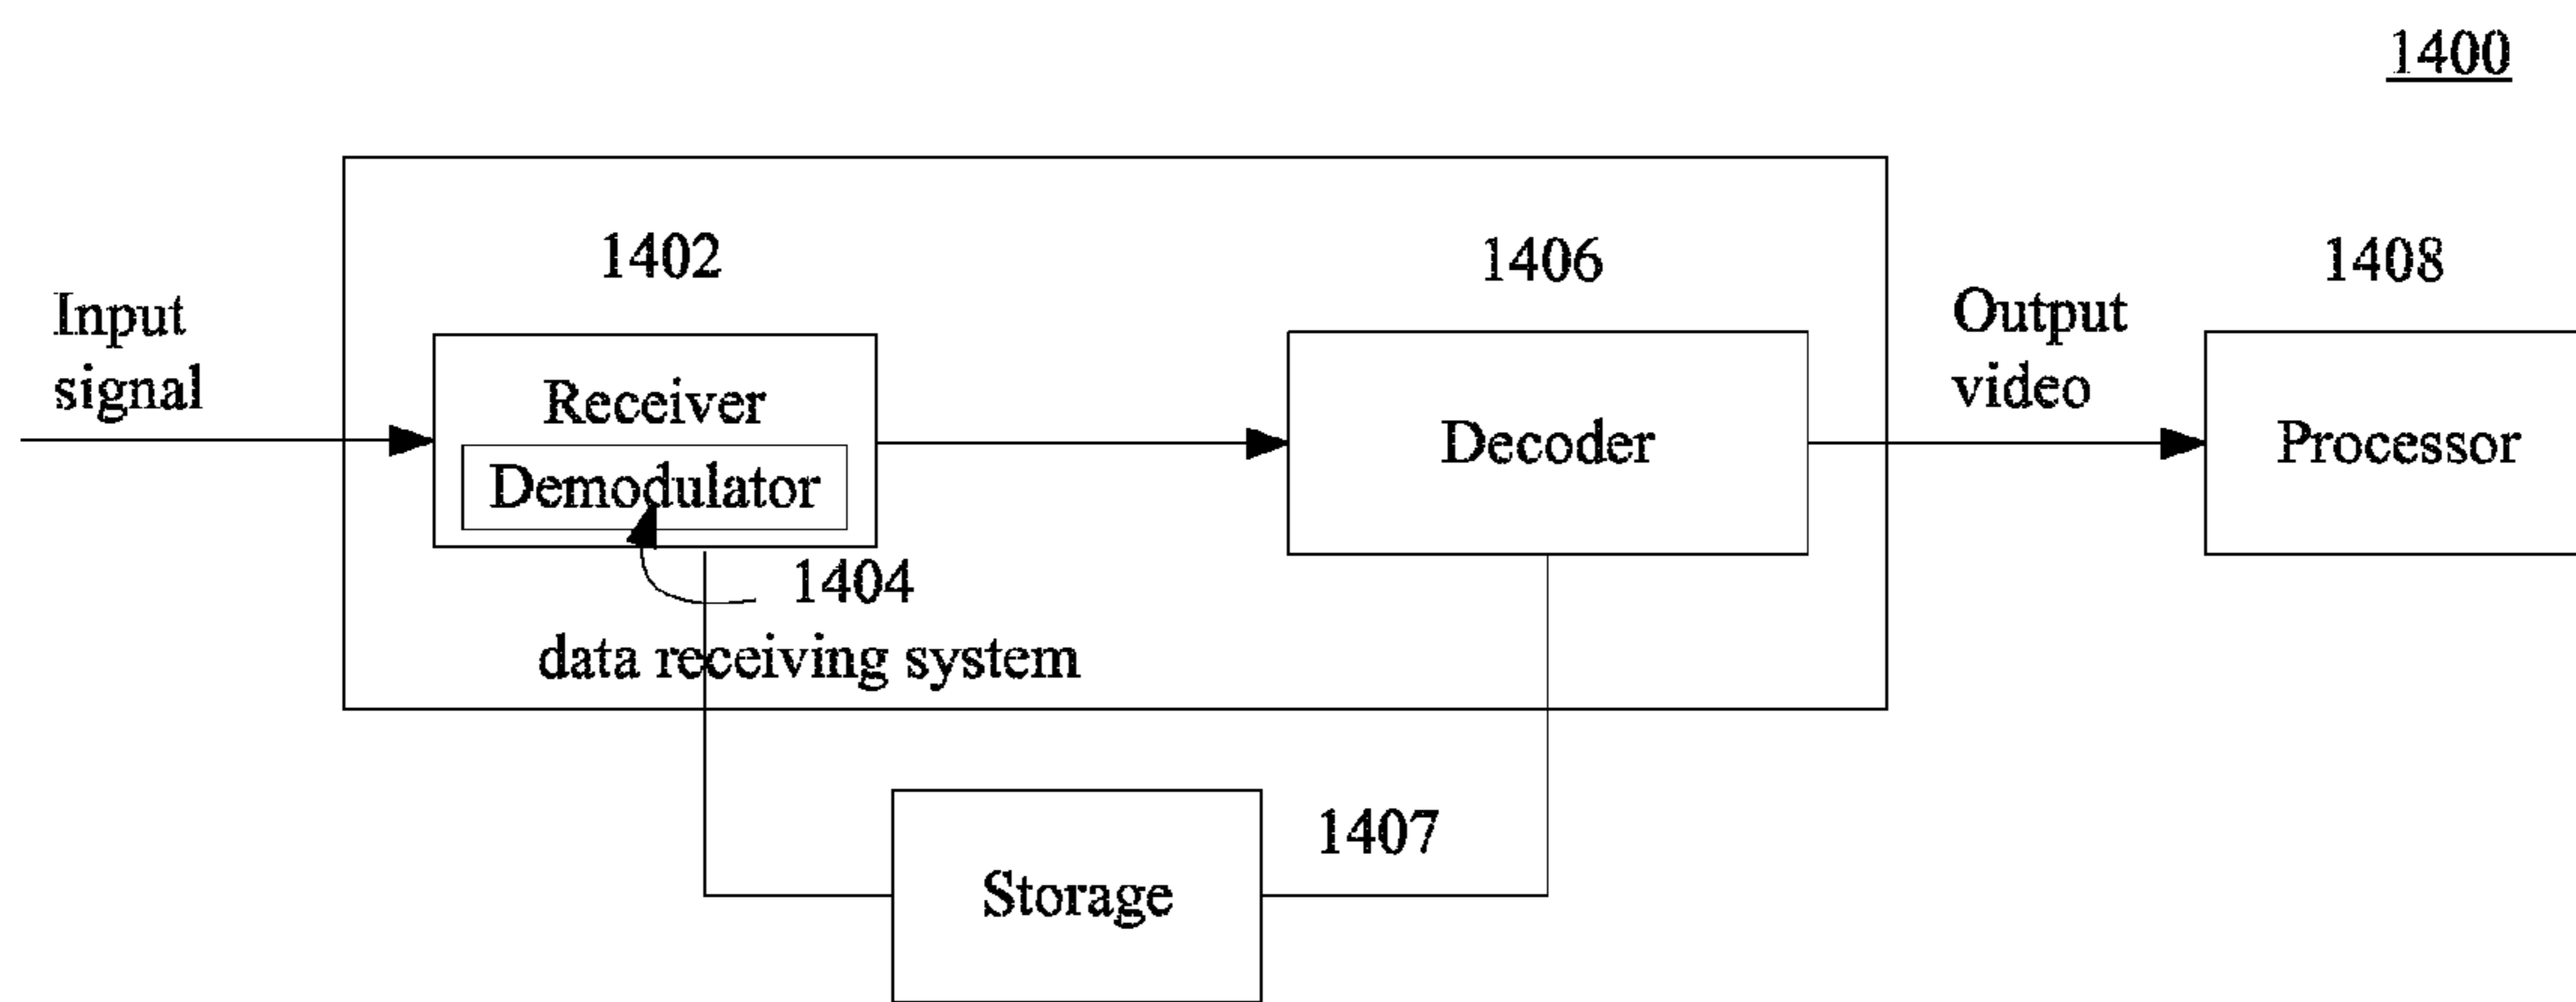 1400
1402
1406
1408
Input
signal
Output
video
Receiver
Demodulator
Decoder
Processor
1404
data receiving system
1407
Storage